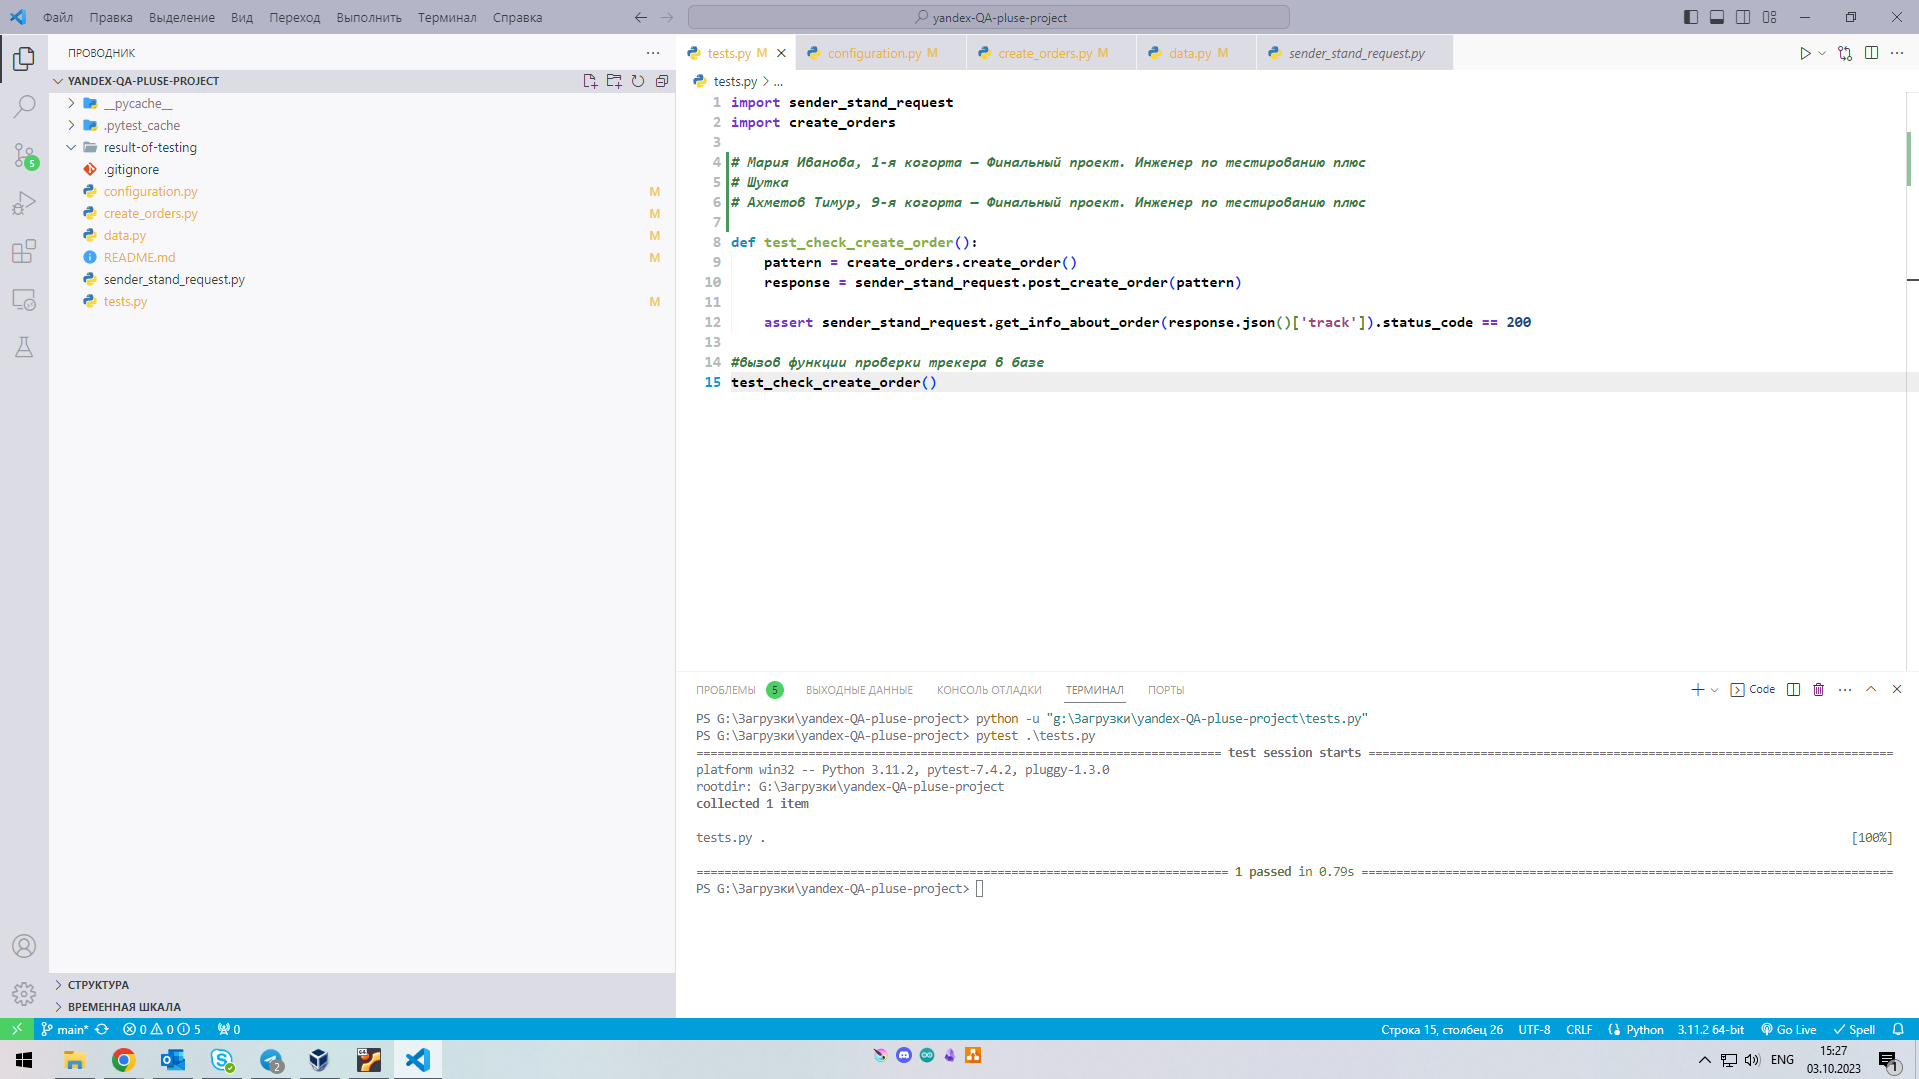 Файл Правка Выделение Вид Переход Выполнить Терминал Справка
yandex-QA-pluse-project
ПРОВОДНИК
YANDEX-QA-PLUSE-PROJECT
__pycache__
.pytest_cache
result-of-testing
.gitignore
configuration.py M
create_orders.py M
data.py M
README.md M
sender_stand_request.py
tests.py M
5
СТРУКТУРА
ВРЕМЕННАЯ ШКАЛА
tests.py M configuration.py M create_orders.py M data.py M sender_stand_request.py
tests.py > ...
1 import sender_stand_request
2 import create_orders
3
4 # Мария Иванова, 1-я когорта — Финальный проект. Инженер по тестированию плюс
5 # Шутка
6 # Ахметов Тимур, 9-я когорта — Финальный проект. Инженер по тестированию плюс
7
8 def test_check_create_order():
9 pattern = create_orders.create_order()
10 response = sender_stand_request.post_create_order(pattern)
11
12 assert sender_stand_request.get_info_about_order(response.json()['track']).status_code == 200
13
14 #вызов функции проверки трекера в базе
15 test_check_create_order()
ПРОБЛЕМЫ 5 ВЫХОДНЫЕ ДАННЫЕ КОНСОЛЬ ОТЛАДКИ ТЕРМИНАЛ ПОРТЫ
Code
PS G:\Загрузки\yandex-QA-pluse-project> python -u "g:\Загрузки\yandex-QA-pluse-project\tests.py"
PS G:\Загрузки\yandex-QA-pluse-project> pytest .\tests.py
test session starts
platform win32 -- Python 3.11.2, pytest-7.4.2, pluggy-1.3.0
rootdir: G:\Загрузки\yandex-QA-pluse-project
collected 1 item
tests.py . [100%]
1 passed in 0.79s
PS G:\Загрузки\yandex-QA-pluse-project>
main* 0 0 5 0
Строка 15, столбец 26 UTF-8 CRLF Python 3.11.2 64-bit Go Live Spell
2
ENG
15:27
03.10.2023
1